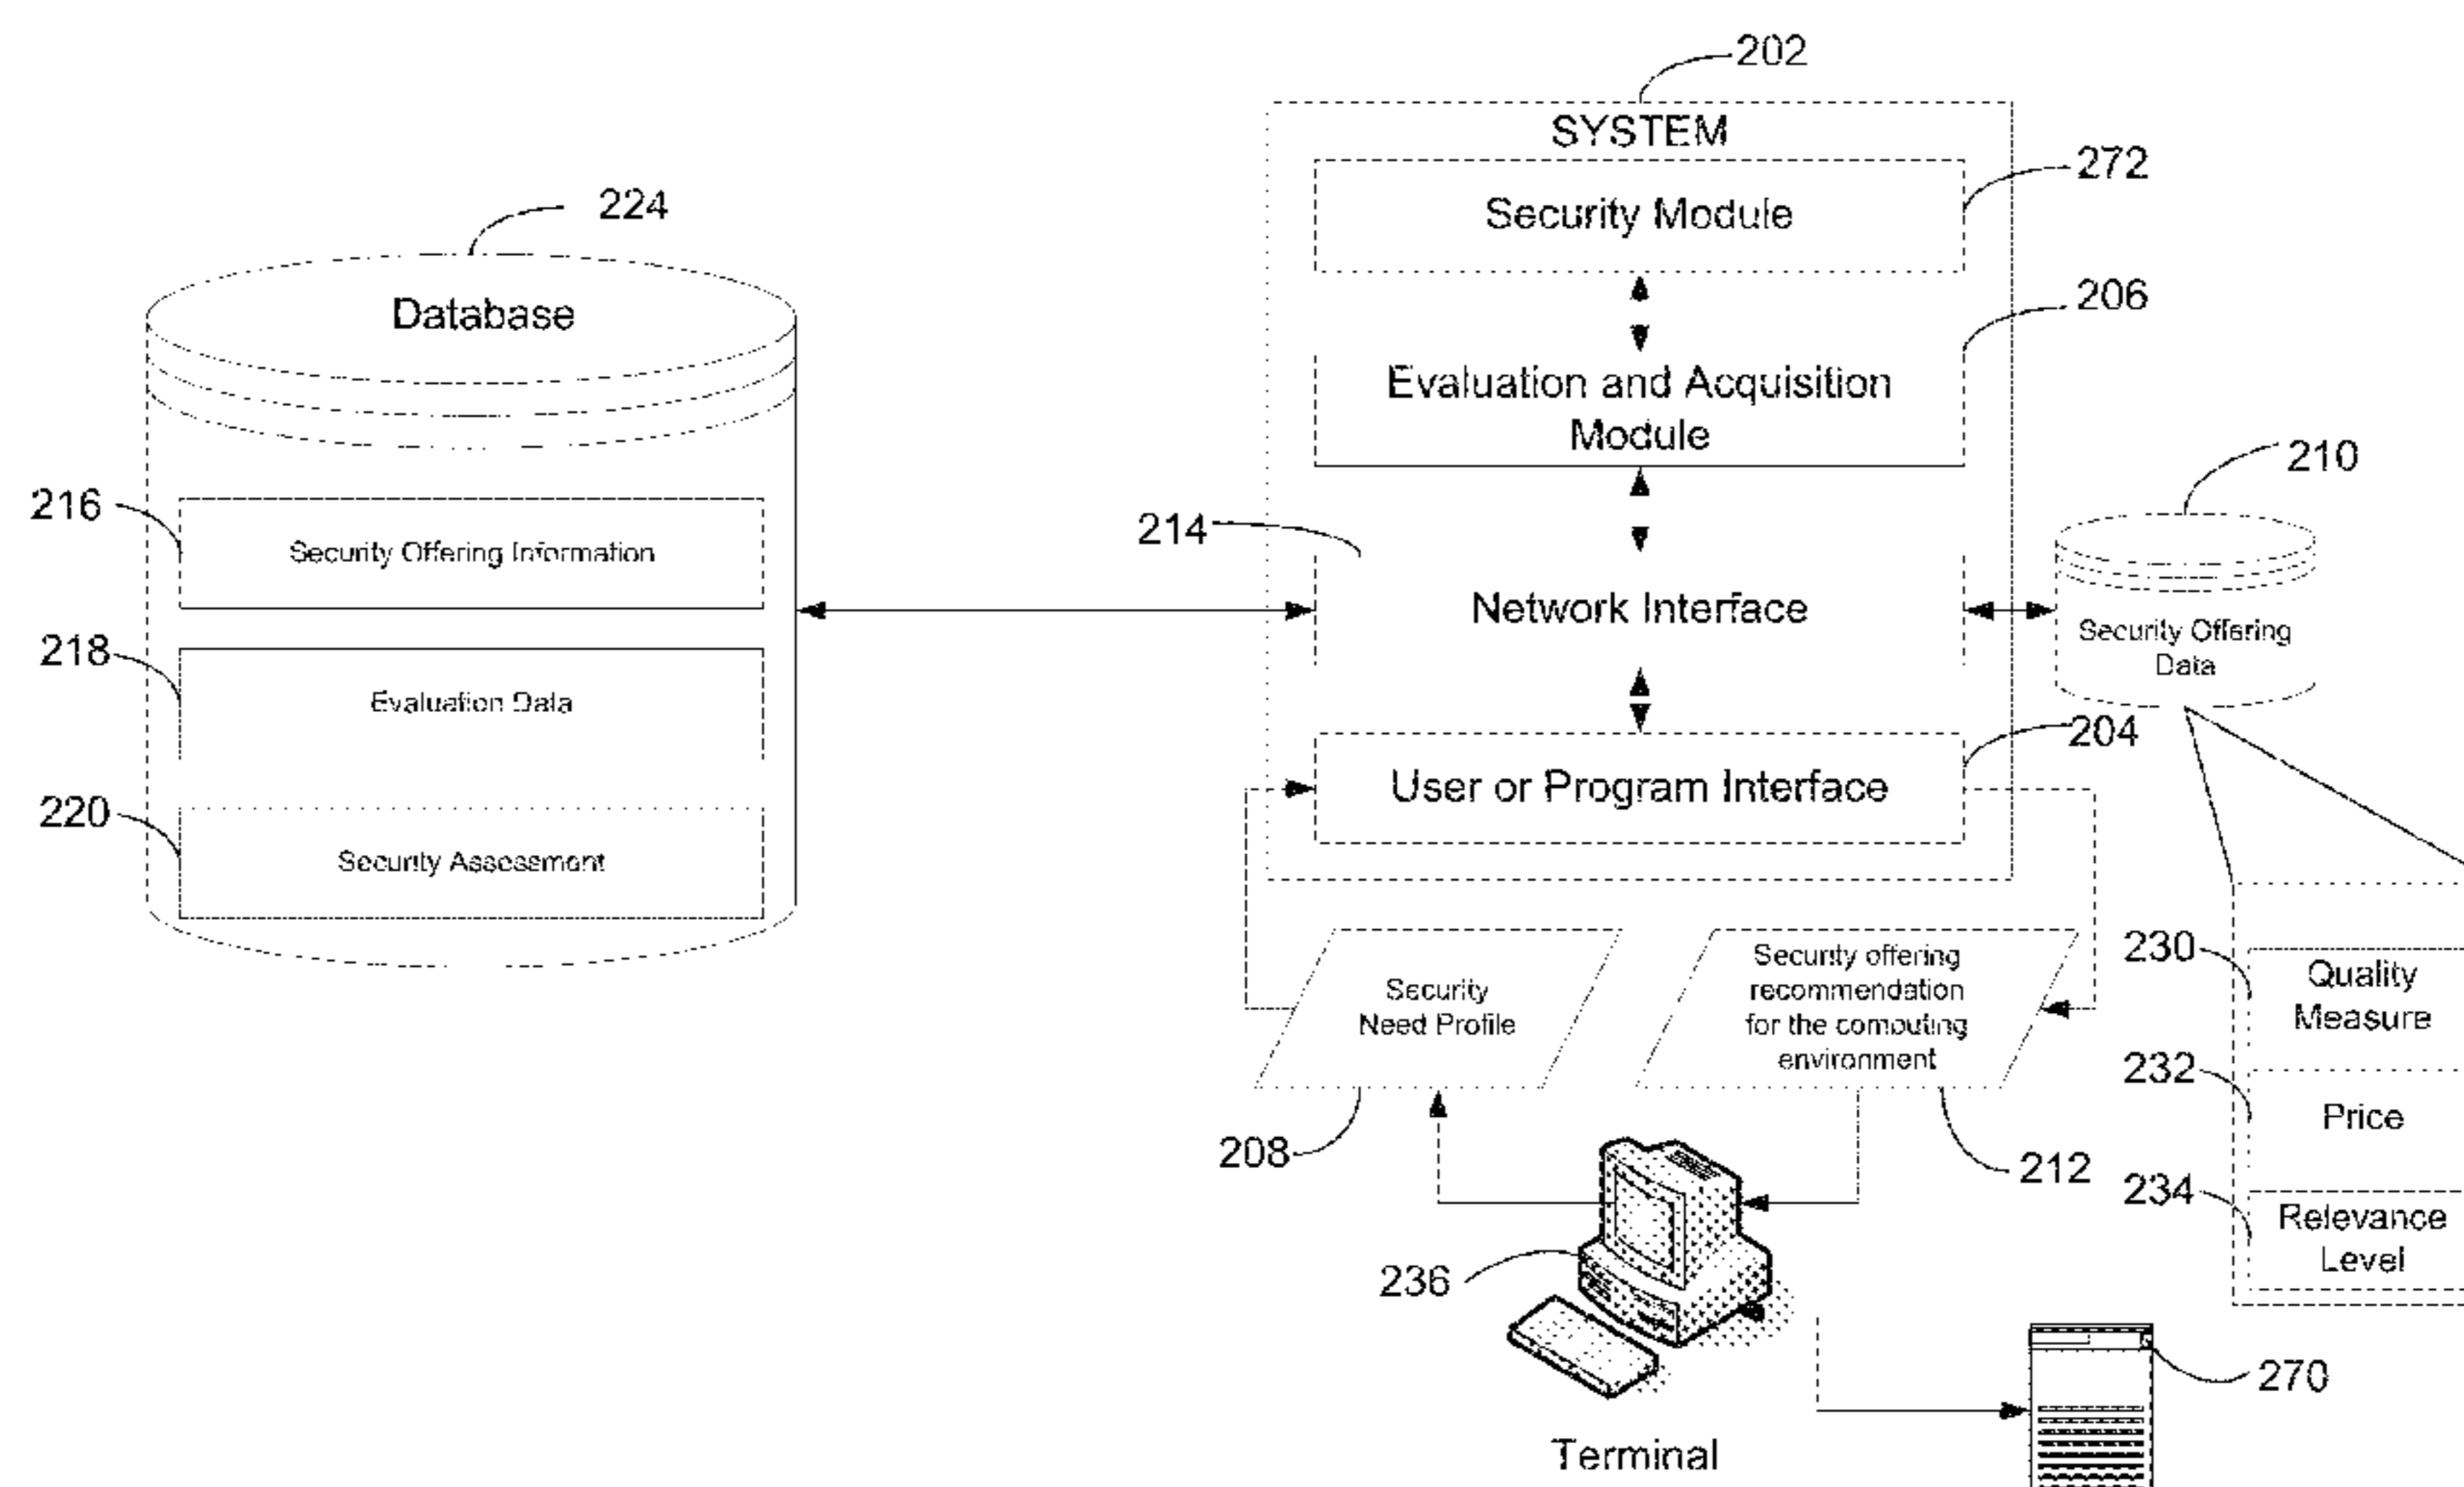 202
SYSTEM
272
Security Module
224
206
Database
Evaluation and Acquisition
Module
210
216
Security Offering Information
214
Network Interface
Security Offering
Data
218
Evaluation Data
204
User or Program Interface
220
Security Assessment
230
Quality
Measure
Security
Need Profile
Security offering
recommendation
for the computing
environment
232
Price
208
212
234
Relevance
Level
236
270
Terminal